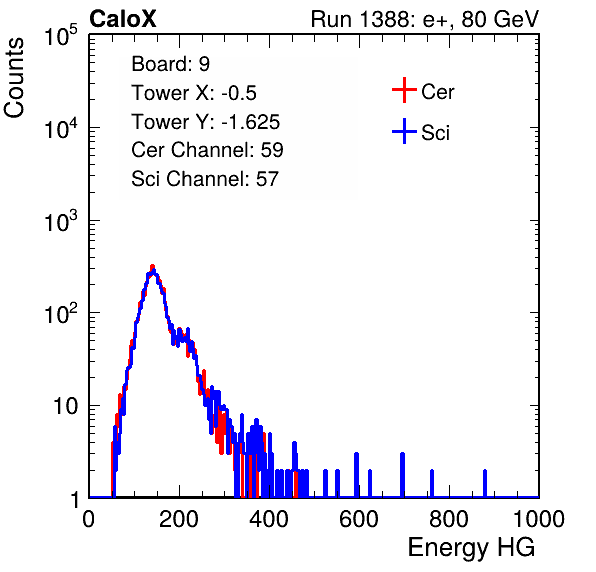 CaloX Run 1388: e+, 80 GeV
Counts
Board: 9
Tower X: -0.5
Tower Y: -1.625
Cer Channel: 59
Sci Channel: 57
Cer
Sci
10^5
10^4
10^3
10^2
10
1
0 200 400 600 800 1000
Energy HG